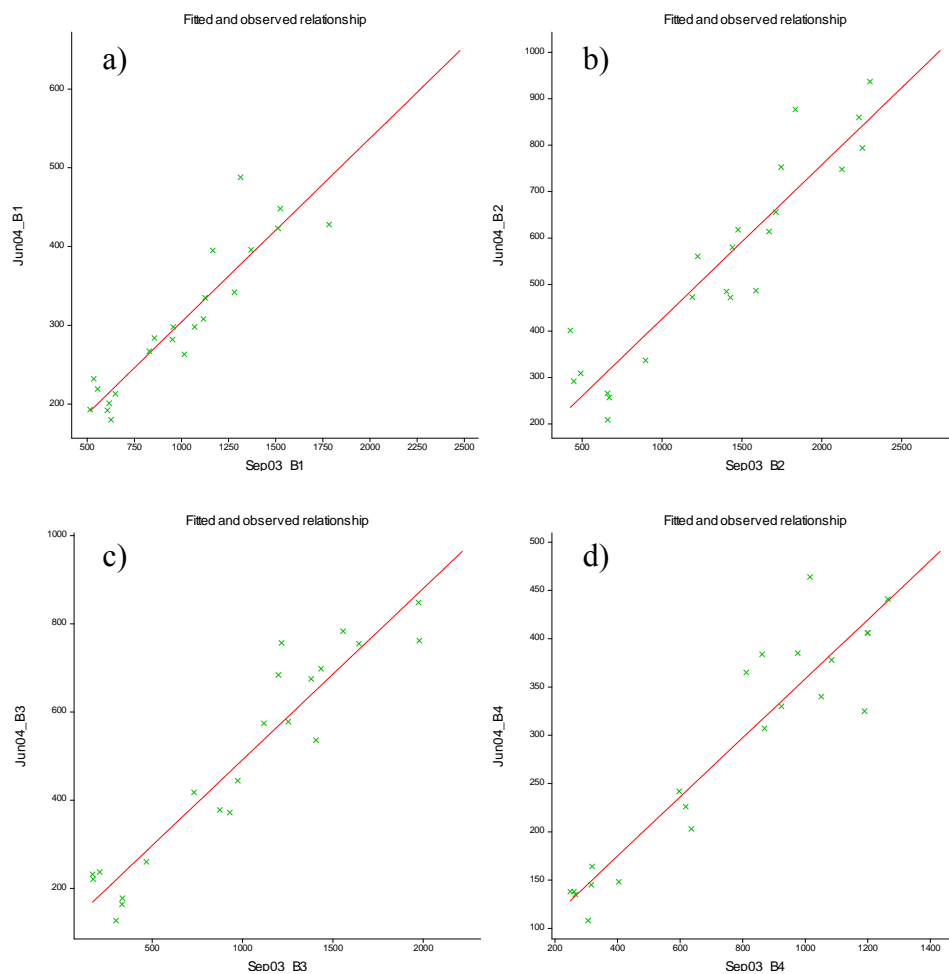 Fitted and observed relationship
a)
600
500
400
300
200
Jun04_B1
500 750 1000 1250 1500 1750 2000 2250 2500
Sep03_B1
Fitted and observed relationship
b)
1000
900
800
700
600
500
400
300
200
Jun04_B2
500 1000 1500 2000 2500
Sep03_B2
Fitted and observed relationship
c)
1000
800
600
400
200
Jun04_B3
500 1000 1500 2000
Sep03_B3
Fitted and observed relationship
d)
500
450
400
350
300
250
200
150
100
Jun04_B4
200 400 600 800 1000 1200 1400
Sep03_B4